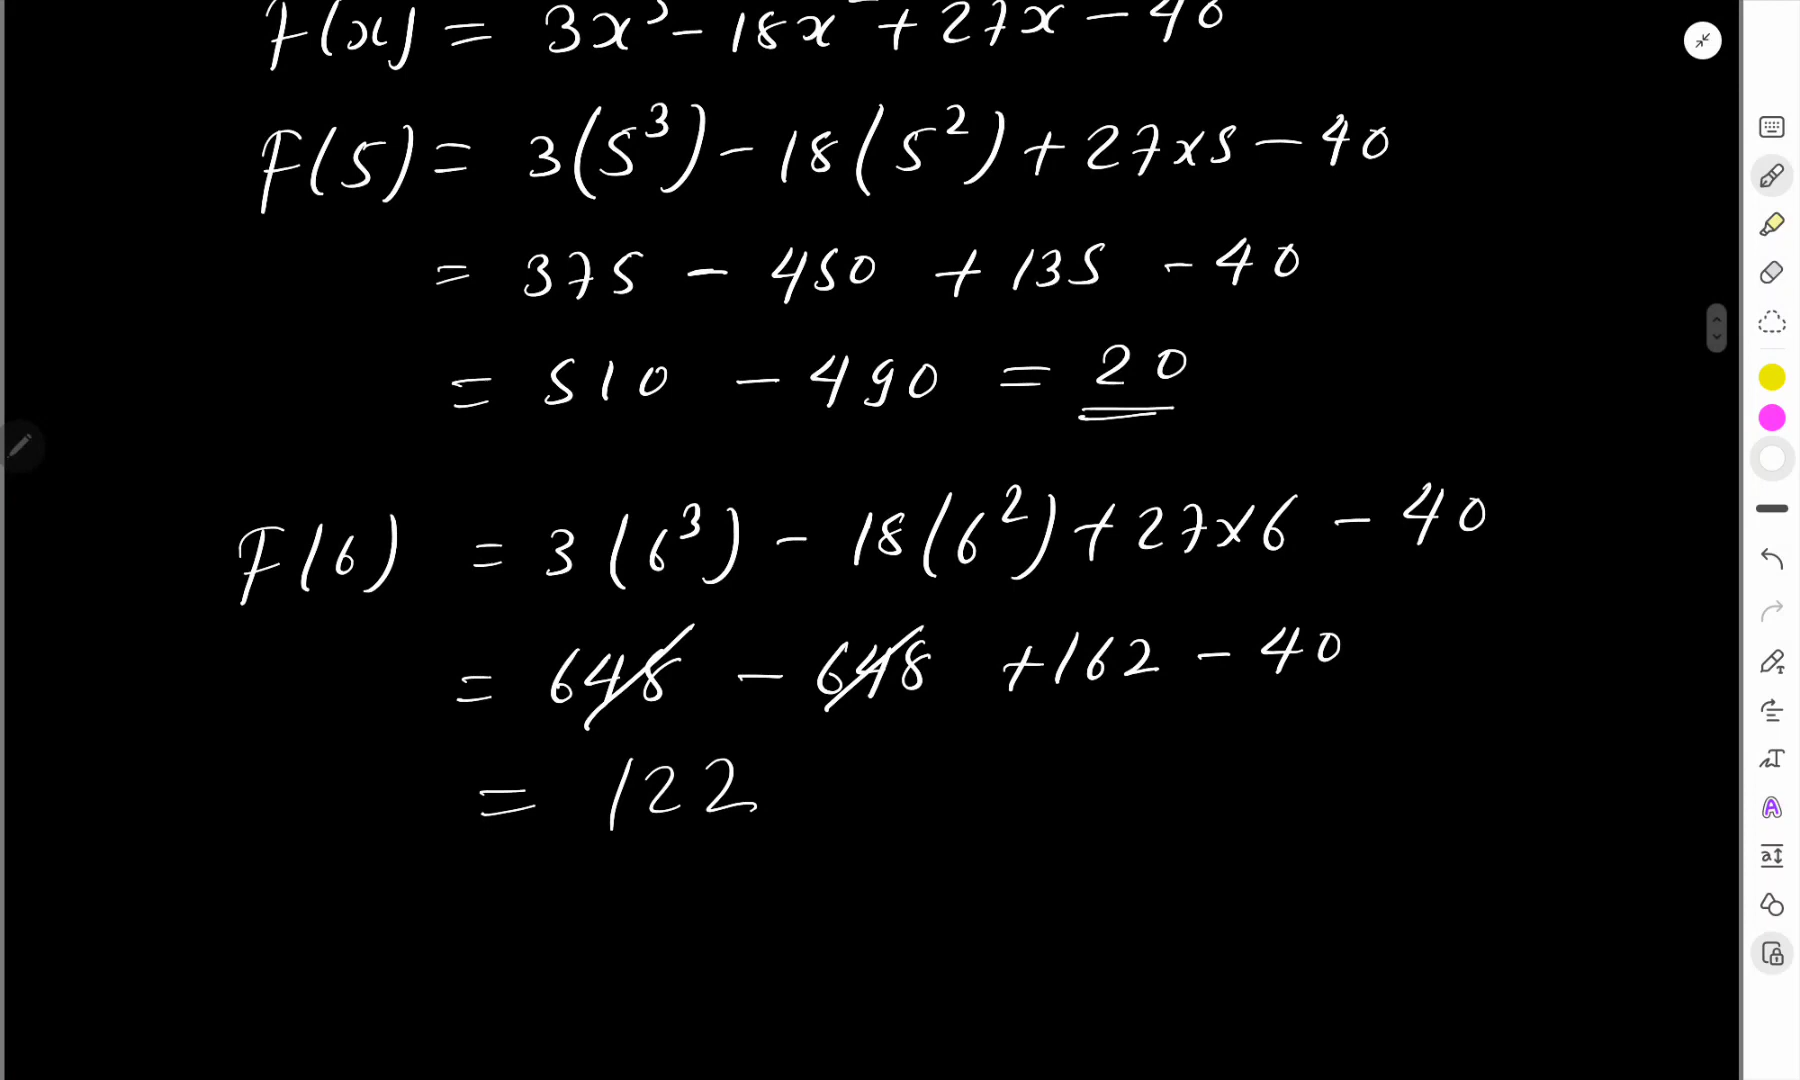 F(x) = 3x³ - 18x² + 27x - 40
F(5) = 3(5³) - 18(5²) + 27×5 - 40
= 375 - 450 + 135 - 40
= 510 - 490 = 20
F(6) = 3(6³) - 18(6²) + 27×6 - 40
= 648 - 648 + 162 - 40
= 122